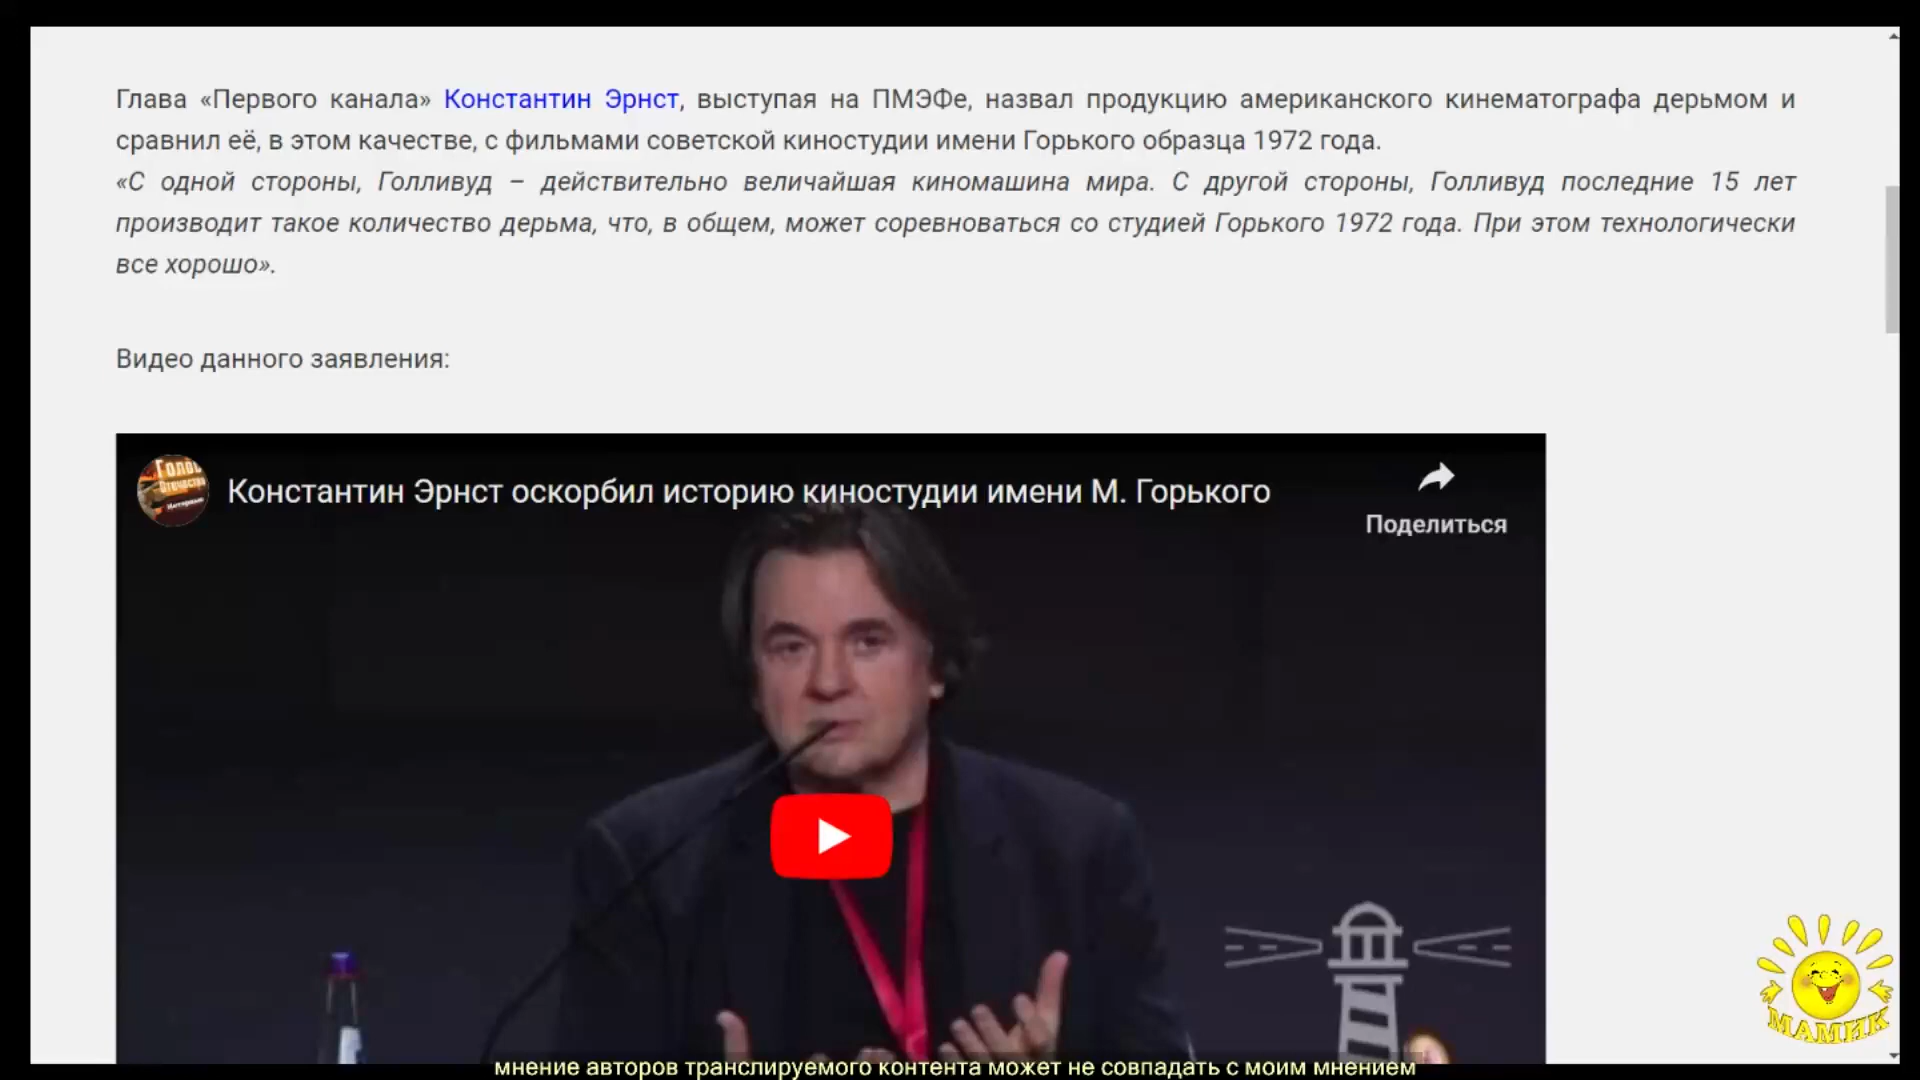 Глава «Первого канала» Константин Эрнст, выступая на ПМЭФе, назвал продукцию американского кинематографа дерьмом и
сравнил её, в этом качестве, с фильмами советской киностудии имени Горького образца 1972 года.
«С одной стороны, Голливуд – действительно величайшая киномашина мира. С другой стороны, Голливуд последние 15 лет
производит такое количество дерьма, что, в общем, может соревноваться со студией Горького 1972 года. При этом технологически
все хорошо».
Видео данного заявления:
Константин Эрнст оскорбил историю киностудии имени М. Горького
Поделиться
МАМИК
мнение авторов транслируемого контента может не совпадать с моим мнением